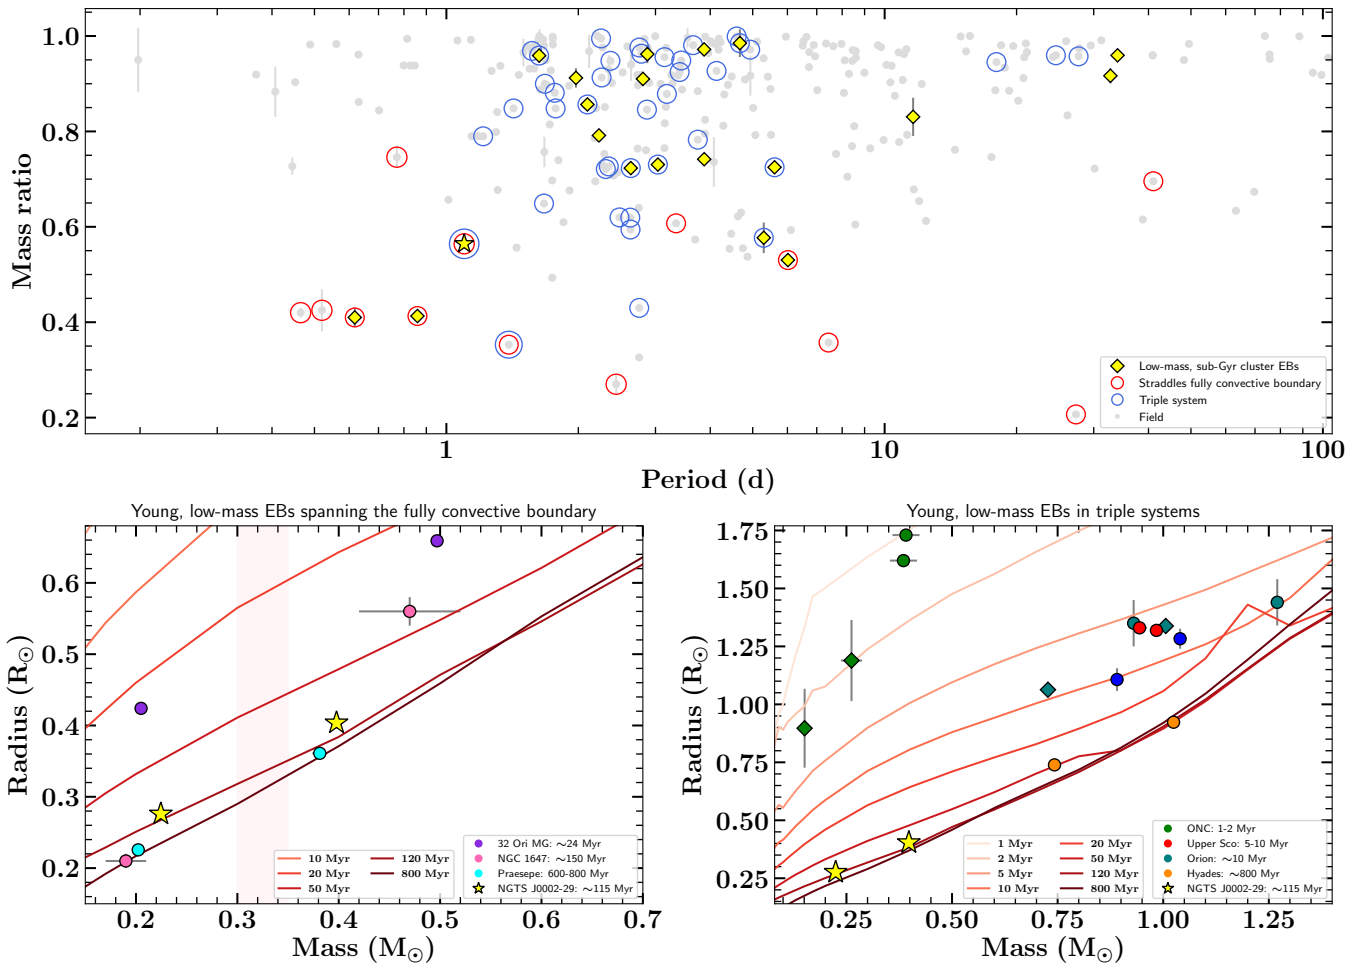 1.0
0.8
0.6
0.4
0.2
Mass ratio
1
10
100
Period (d)
Low-mass, sub-Gyr cluster EBs
Straddles fully convective boundary
Triple system
Field
Young, low-mass EBs spanning the fully convective boundary
0.6
0.5
0.4
0.3
0.2
Radius (R⊙)
0.2
0.3
0.4
0.5
0.6
0.7
Mass (M⊙)
10 Myr
20 Myr
50 Myr
120 Myr
800 Myr
32 Ori MG: ~24 Myr
NGC 1647: ~150 Myr
Praesepe: 600-800 Myr
NGTS J0002-29: ~115 Myr
Young, low-mass EBs in triple systems
1.75
1.50
1.25
1.00
0.75
0.50
0.25
Radius (R⊙)
0.25
0.50
0.75
1.00
1.25
Mass (M⊙)
1 Myr
2 Myr
5 Myr
10 Myr
20 Myr
50 Myr
120 Myr
800 Myr
ONC: 1-2 Myr
Upper Sco: 5-10 Myr
Orion: ~10 Myr
Hyades: ~800 Myr
NGTS J0002-29: ~115 Myr